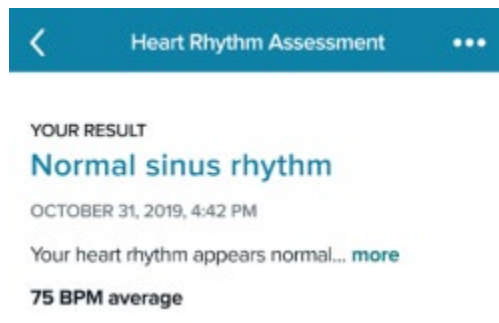 Heart Rhythm Assessment
YOUR RESULT
Normal sinus rhythm
OCTOBER 31, 2019, 4:42 PM
Your heart rhythm appears normal... more
75 BPM average